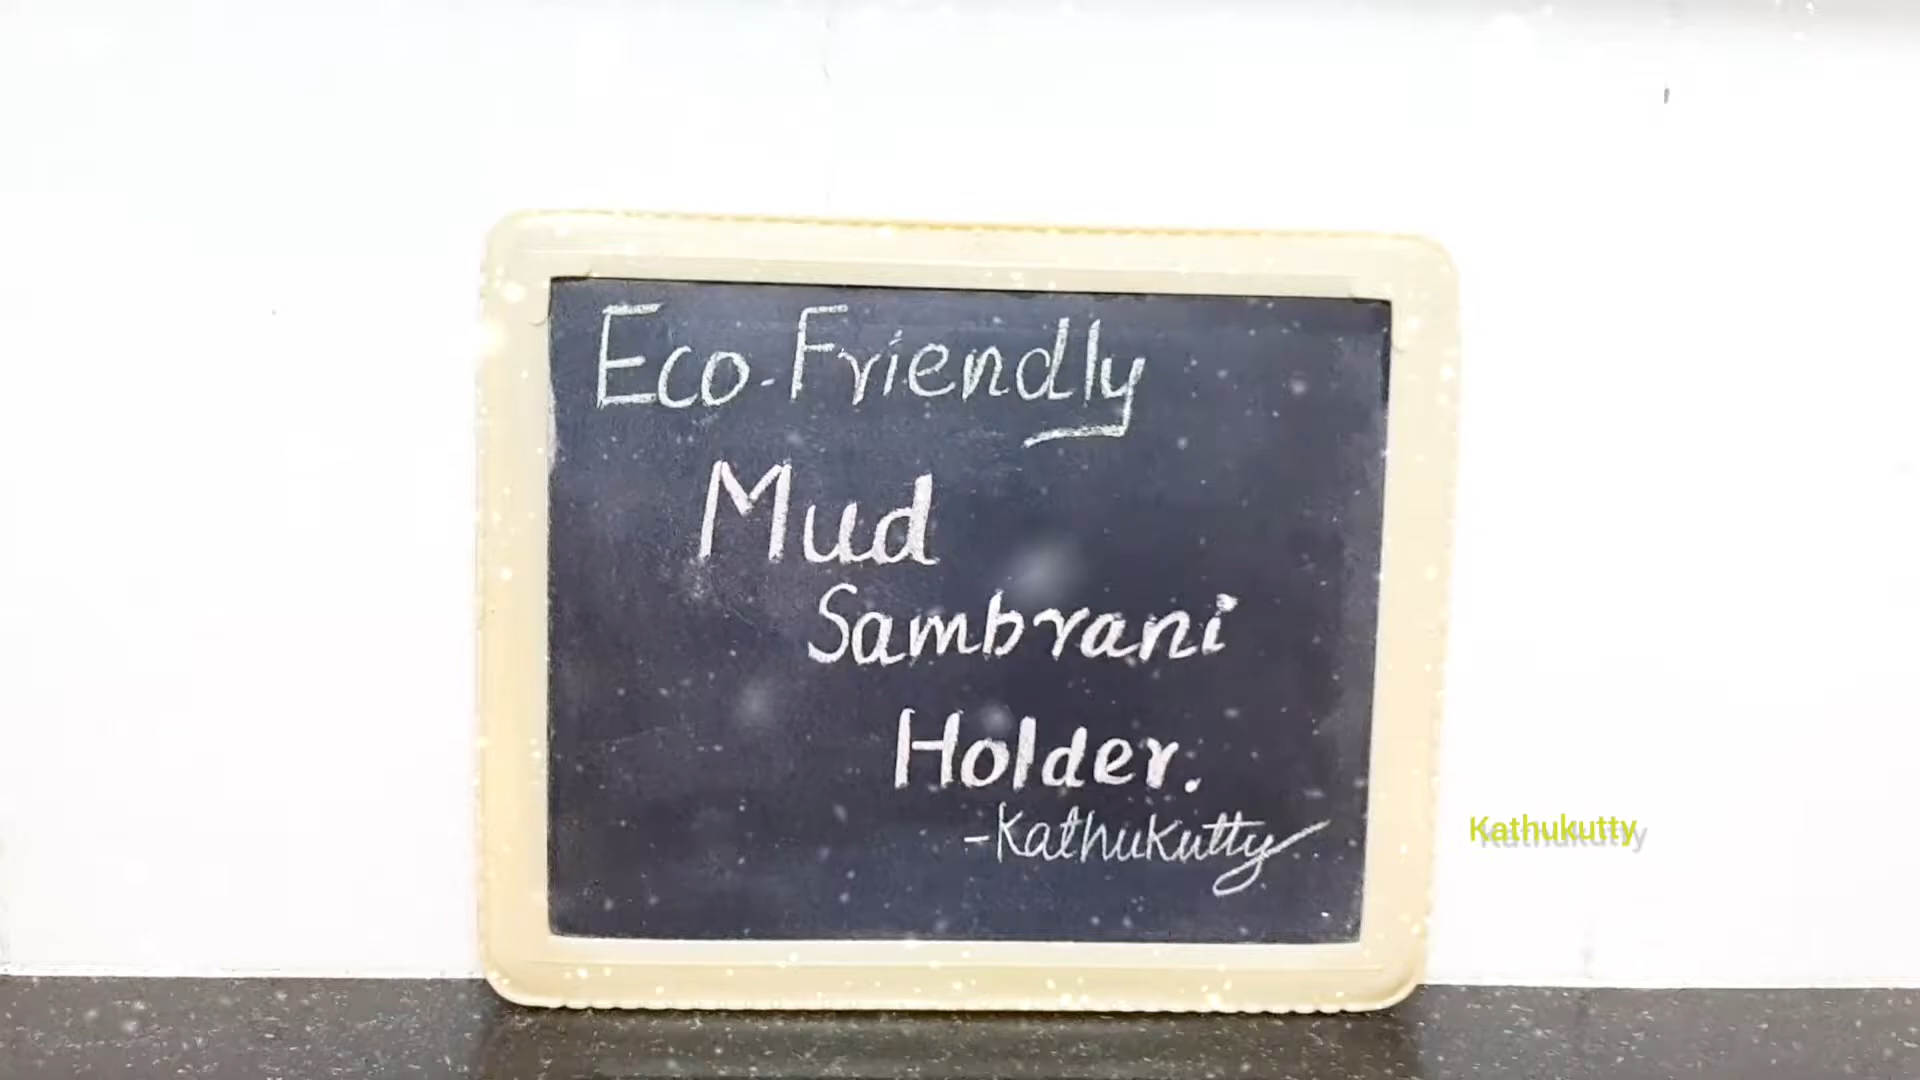 Eco-Friendly
Mud
Sambrani
Holder.
-Kathukutty
Kathukutty